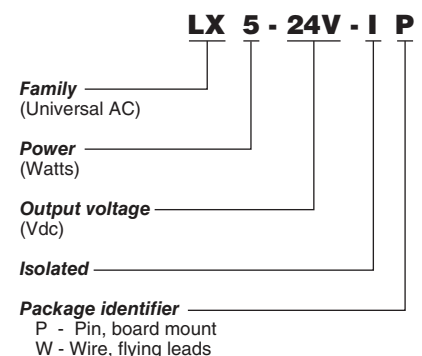 LX 5 - 24V - I P
Family
(Universal AC)
Power
(Watts)
Output voltage
(Vdc)
Isolated
Package identifier
P - Pin, board mount
W - Wire, flying leads